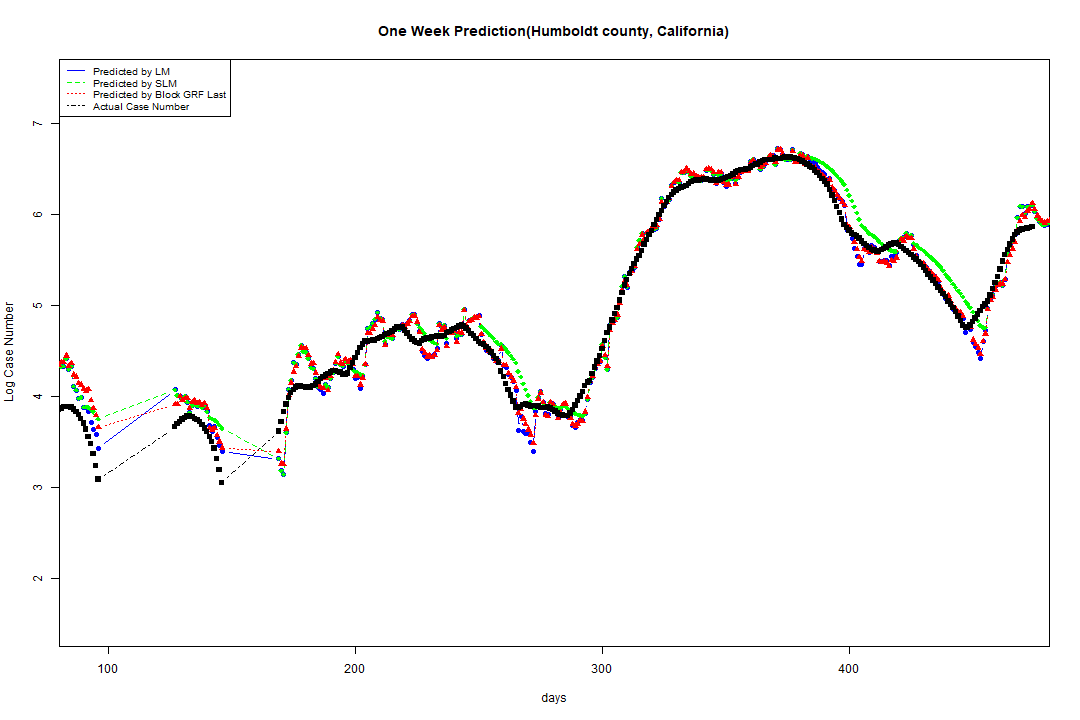 One Week Prediction(Humboldt county, California)
Predicted by LM
Predicted by SLM
Predicted by Block GRF Last
Actual Case Number
7
6
5
4
3
2
Log Case Number
100 200 300 400
days